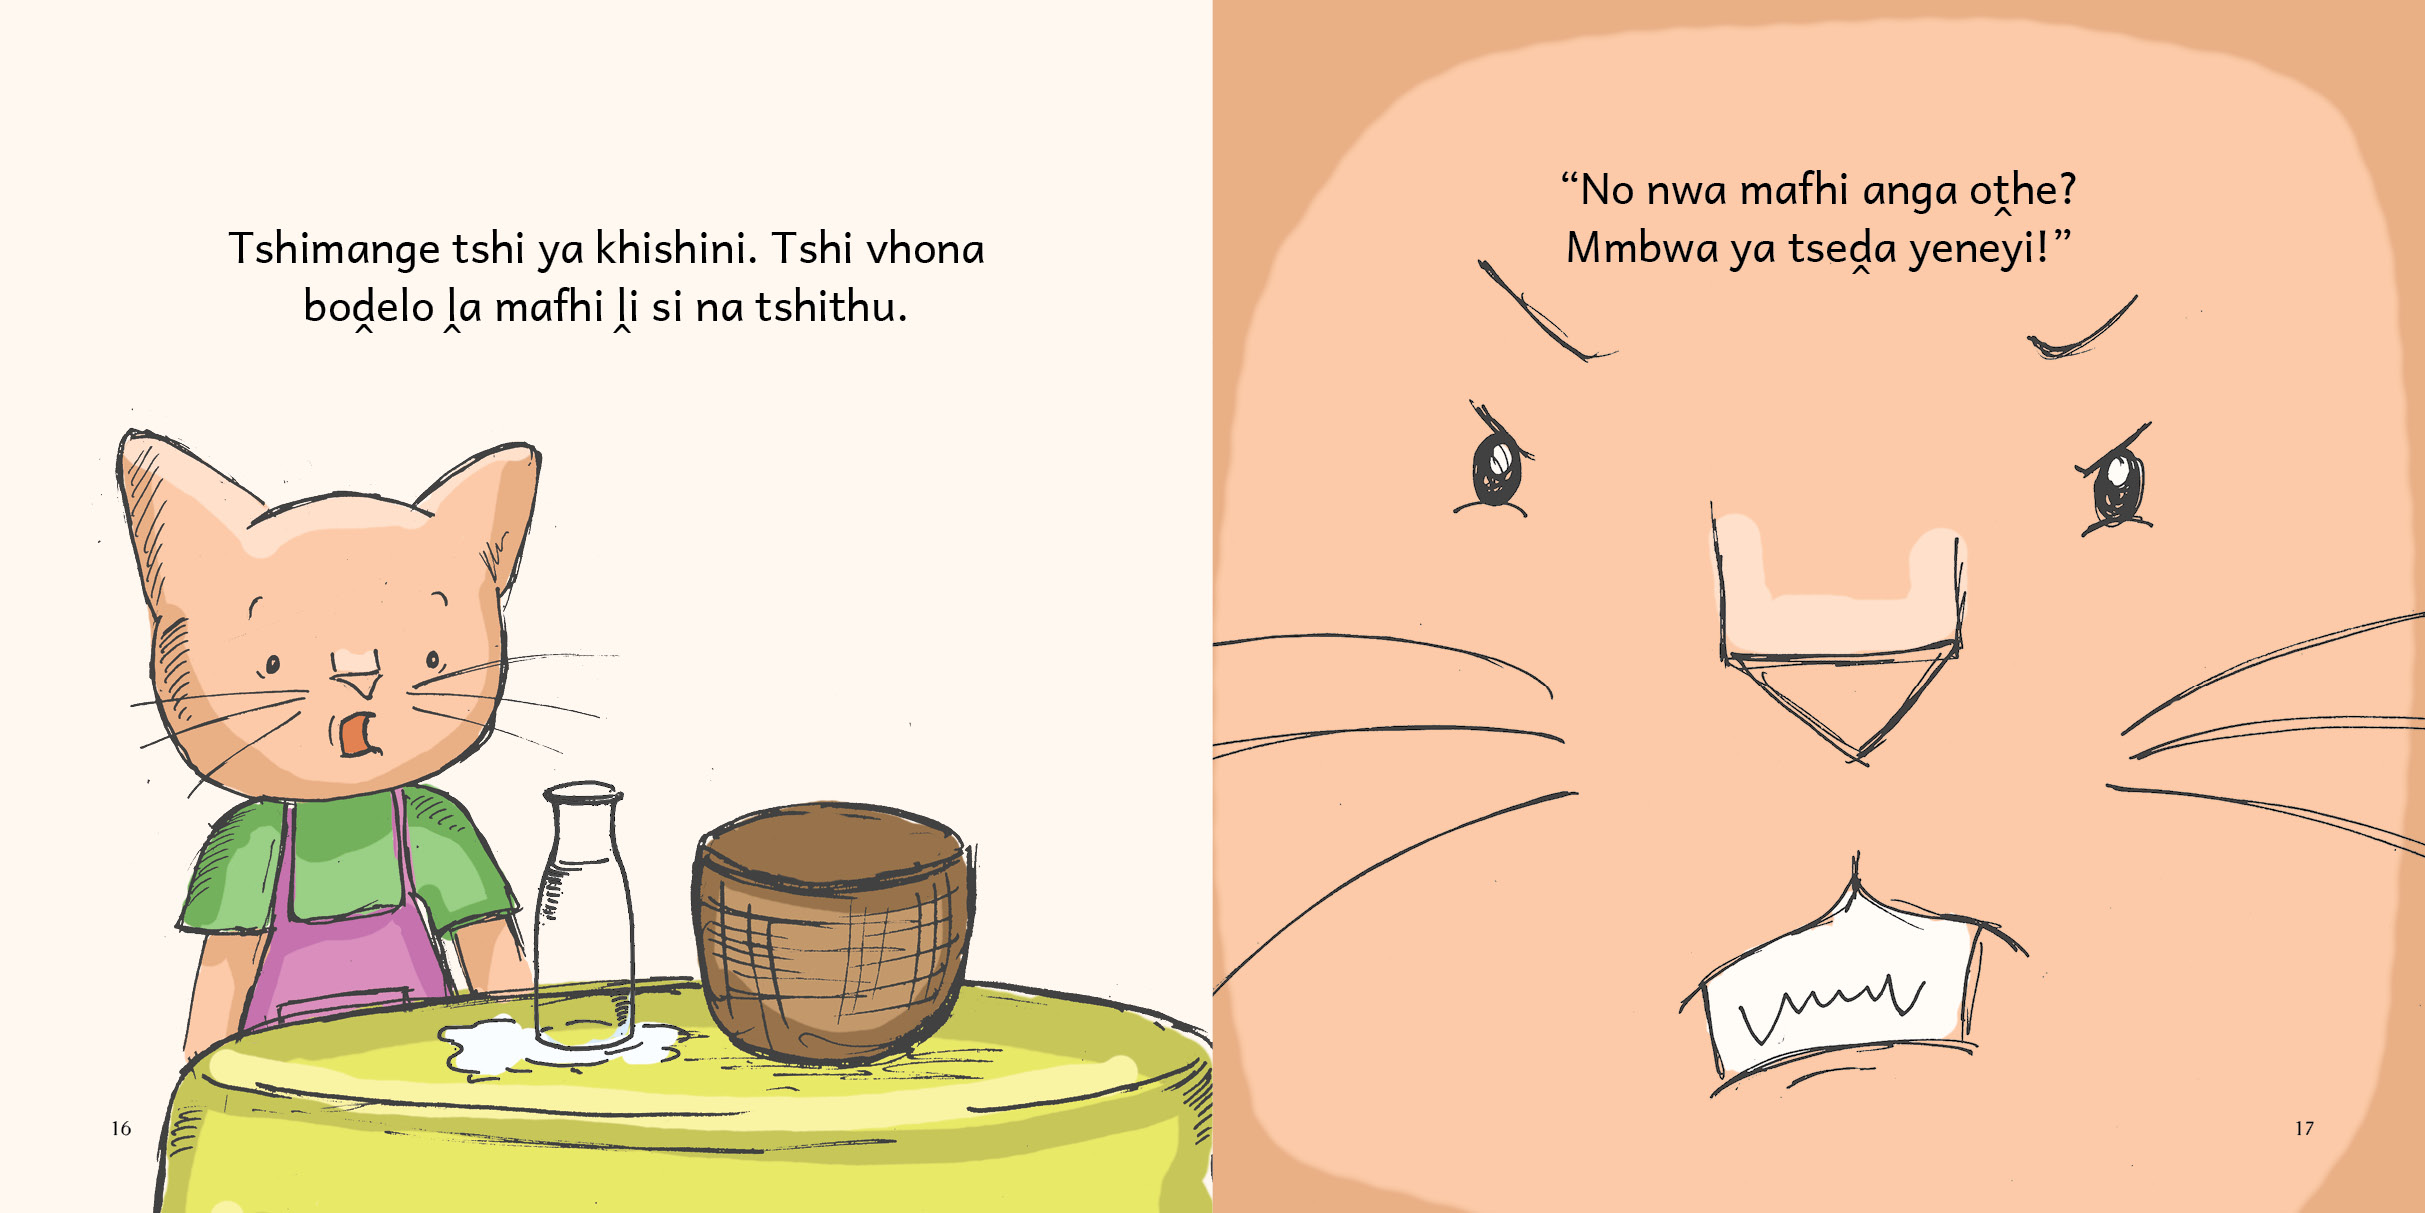 Tshimange tshi ya khishini. Tshi vhona
boḓelo ḽa mafhi ḽi si na tshithu.
16
“No nwa mafhi anga oṱhe?
Mmbwa ya tseḓa yeneyi!”
17